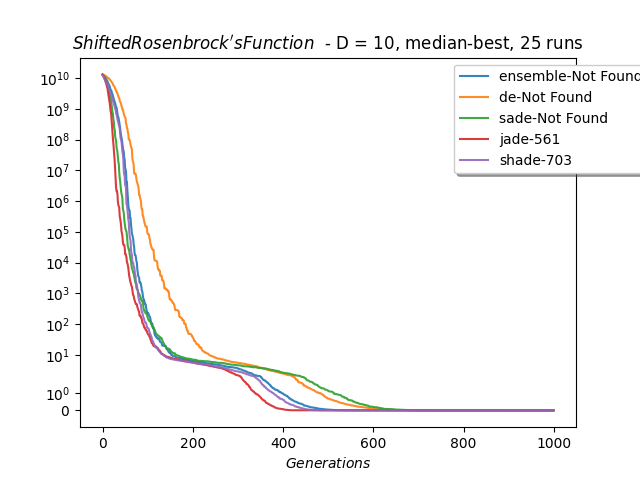 ShiftedRosenbrock'sFunction - D = 10, median-best, 25 runs
ensemble-Not Found
de-Not Found
sade-Not Found
jade-561
shade-703
10^10
10^9
10^8
10^7
10^6
10^5
10^4
10^3
10^2
10^1
10^0
0
0 200 400 600 800 1000
Generations